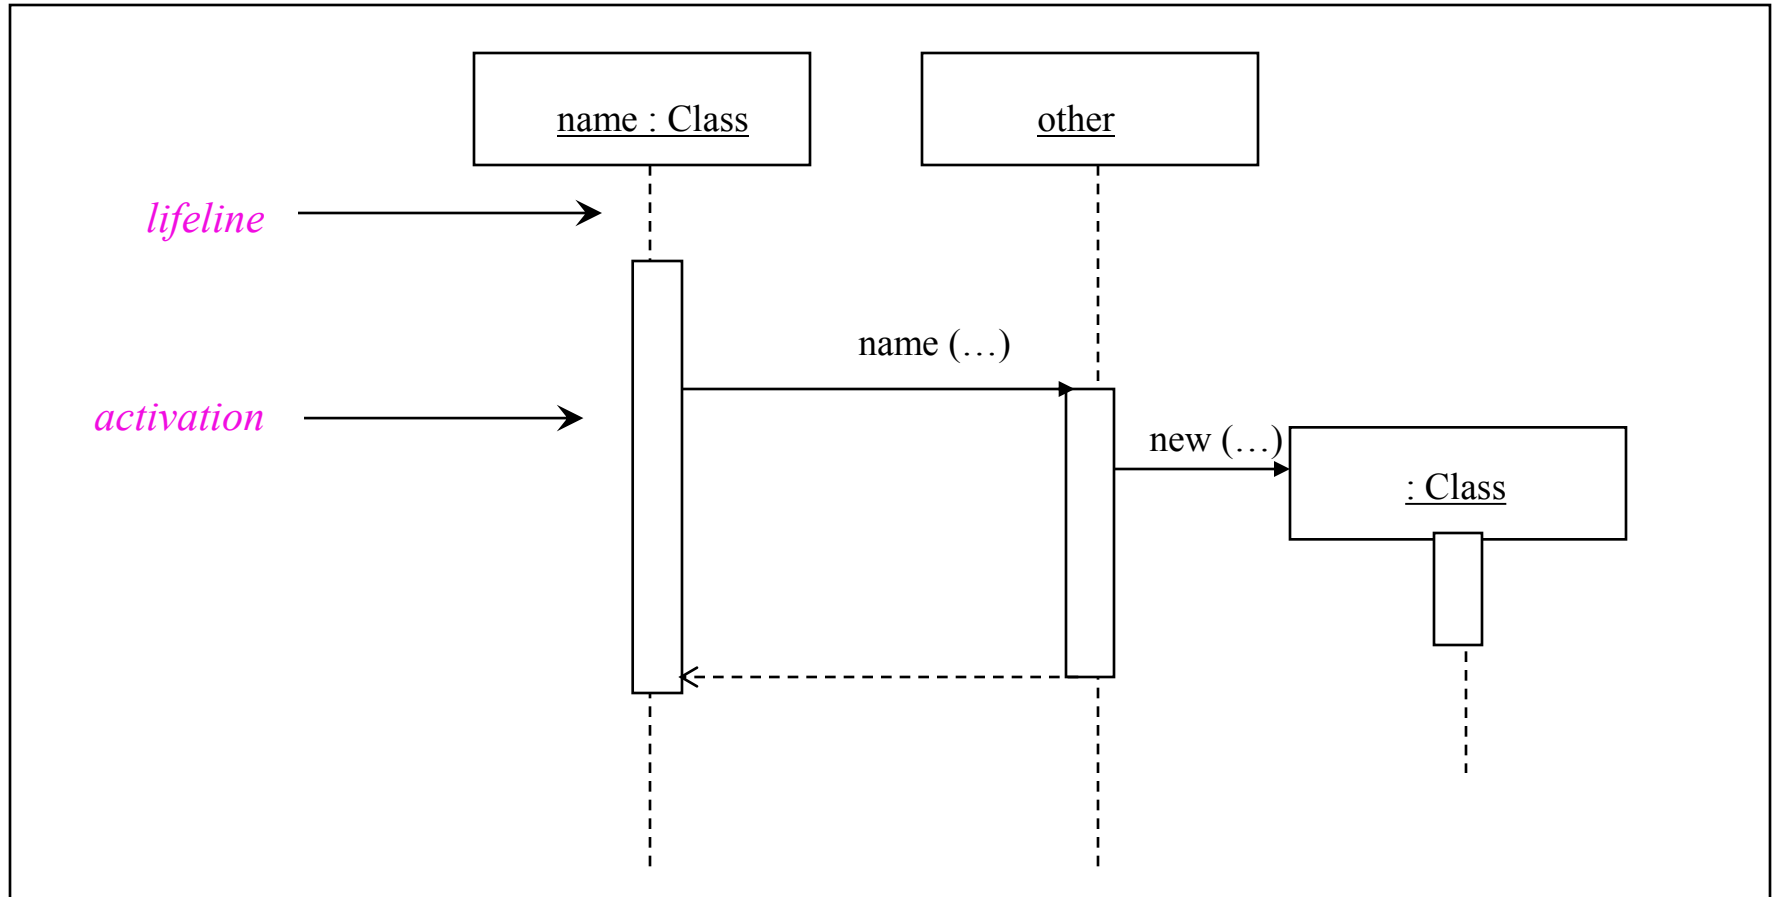 name : Class
other
lifeline
name (…)
activation
new (…)
: Class